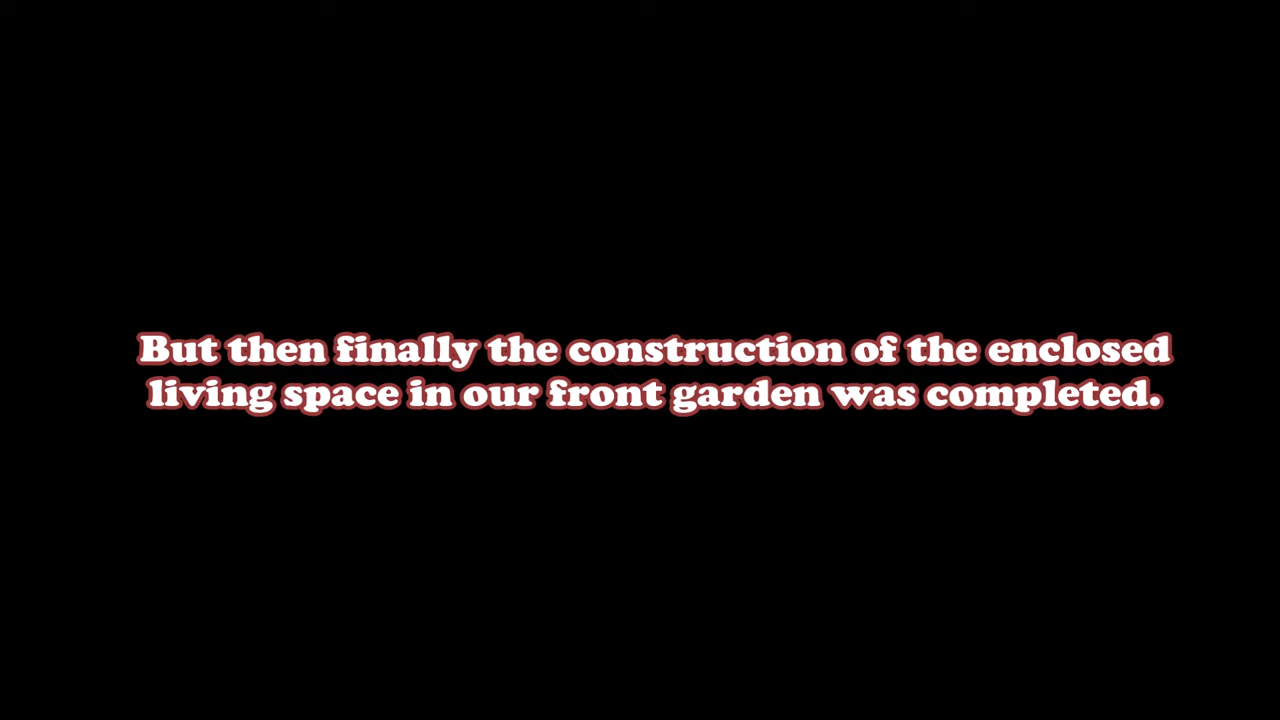 But then finally the construction of the enclosed
living space in our front garden was completed.